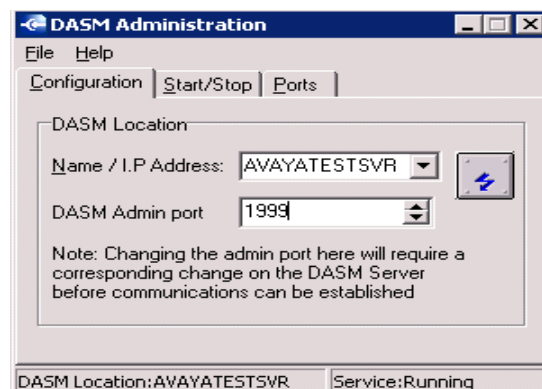 DASM Administration
File Help
Configuration Start/Stop Ports
DASM Location
Name / I.P Address: AVAYATESTSVR
DASM Admin port 1999
Note: Changing the admin port here will require a
corresponding change on the DASM Server
before communications can be established
DASM Location:AVAYATESTSVR Service:Running